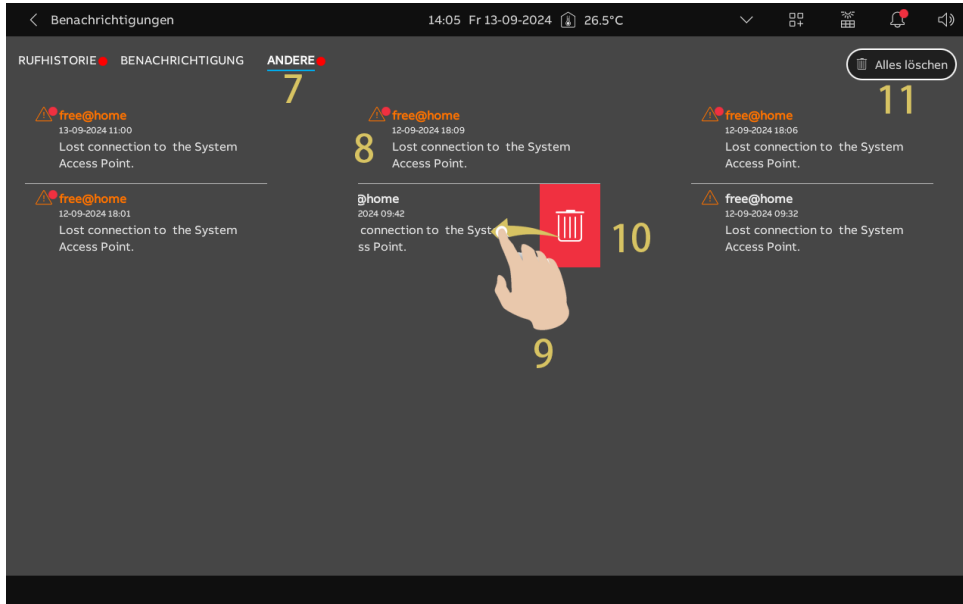 Benachrichtigungen
14:05 Fr 13-09-2024 26.5°C
RUFHISTORIE BENACHRICHTIGUNG ANDERE
Alles löschen
7
11
free@home
13-09-2024 11:00
Lost connection to the System
Access Point.
8
free@home
12-09-2024 18:09
Lost connection to the System
Access Point.
free@home
12-09-2024 18:06
Lost connection to the System
Access Point.
free@home
12-09-2024 18:01
Lost connection to the System
Access Point.
@home
2024 09:42
connection to the Syst
ss Point.
10
9
free@home
12-09-2024 09:32
Lost connection to the System
Access Point.